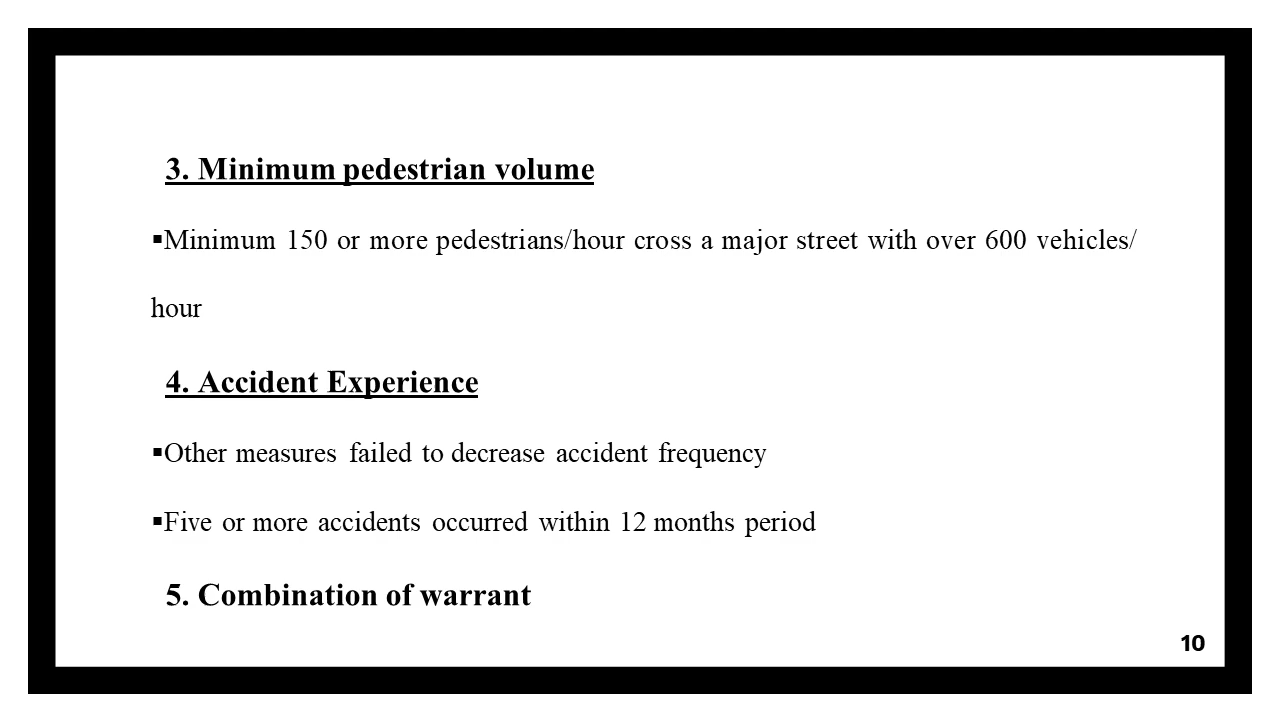 3. Minimum pedestrian volume
▪Minimum 150 or more pedestrians/hour cross a major street with over 600 vehicles/
hour
4. Accident Experience
▪Other measures failed to decrease accident frequency
▪Five or more accidents occurred within 12 months period
5. Combination of warrant
10